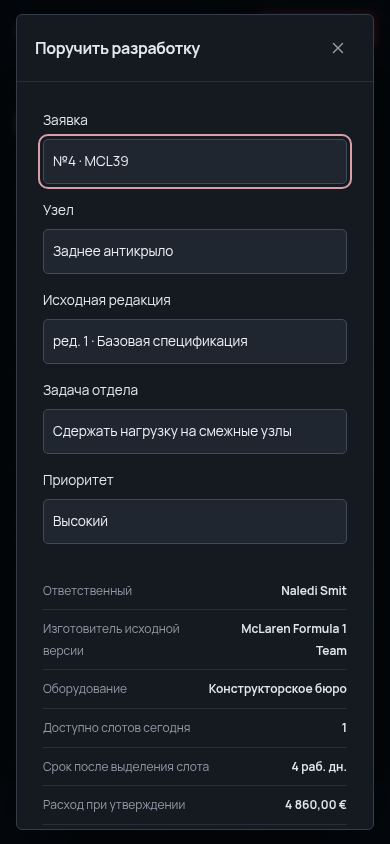 Поручить разработку
Заявка
№4 · MCL39
Узел
Заднее антикрыло
Исходная редакция
ред. 1 · Базовая спецификация
Задача отдела
Сдержать нагрузку на смежные узлы
Приоритет
Высокий
Ответственный Naledi Smit
Изготовитель исходной McLaren Formula 1
версии Team
Оборудование Конструкторское бюро
Доступно слотов сегодня 1
Срок после выделения слота 4 раб. дн.
Расход при утверждении 4 860,00 €